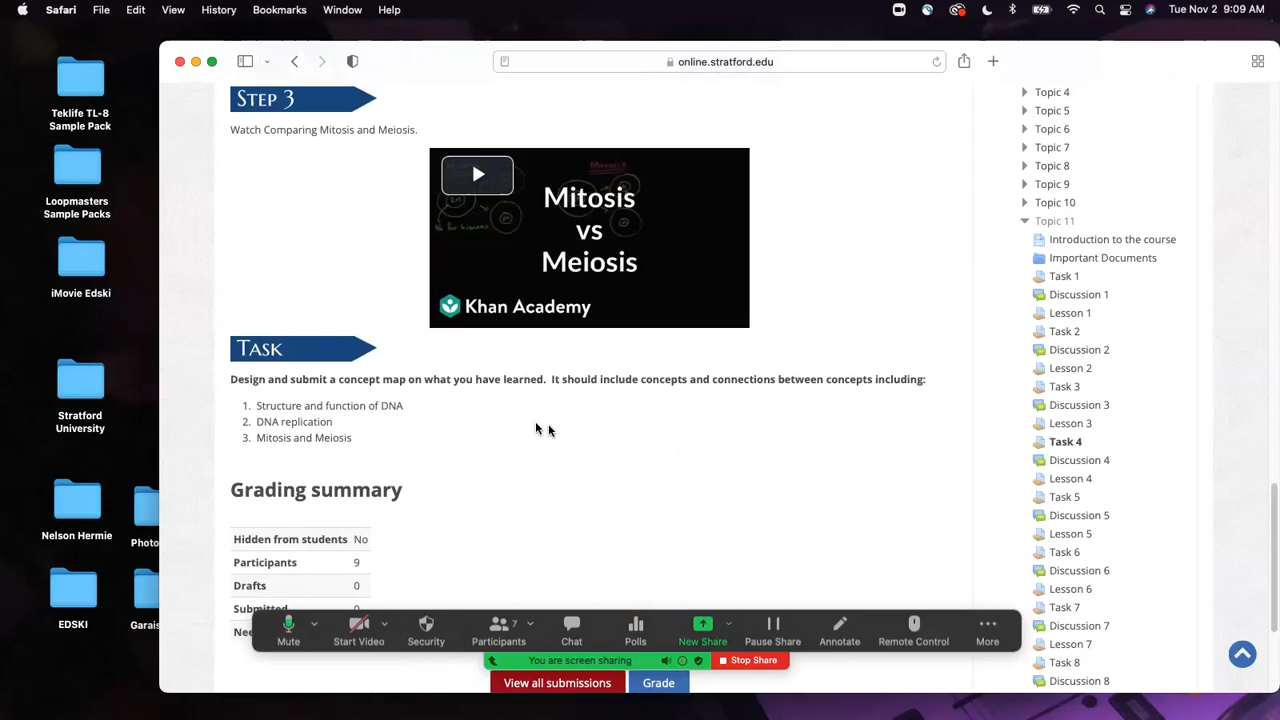 Safari File Edit View History Bookmarks Window Help Tue Nov 2 9:09 AM
online.stratford.edu
Teklife TL-8
Sample Pack
Loopmasters
Sample Packs
iMovie Edski
Stratford
University
Nelson Hermie
Photo
EDSKI
Garais
STEP 3
Watch Comparing Mitosis and Meiosis.
Mitosis
vs
Meiosis
Khan Academy
TASK
Design and submit a concept map on what you have learned. It should include concepts and connections between concepts including:
1. Structure and function of DNA
2. DNA replication
3. Mitosis and Meiosis
Grading summary
Hidden from students No
Participants 9
Drafts 0
Submitted 0
Nee
View all submissions
Grade
Topic 4
Topic 5
Topic 6
Topic 7
Topic 8
Topic 9
Topic 10
Topic 11
Introduction to the course
Important Documents
Task 1
Discussion 1
Lesson 1
Task 2
Discussion 2
Lesson 2
Task 3
Discussion 3
Lesson 3
Task 4
Discussion 4
Lesson 4
Task 5
Discussion 5
Lesson 5
Task 6
Discussion 6
Lesson 6
Task 7
Discussion 7
Lesson 7
Task 8
Discussion 8
Mute Start Video Security Participants 7 Chat Polls New Share Pause Share Annotate Remote Control More
You are screen sharing Stop Share